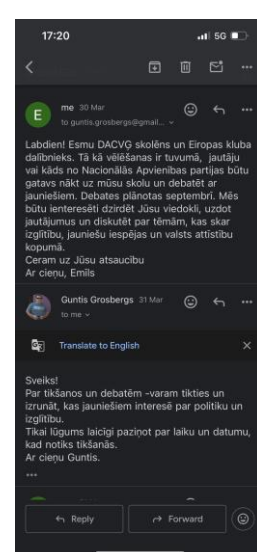 17:20
5G
E
me 30 Mar
to guntis.grosbergs@gmail...
Labdien! Esmu DACVĢ skolēns un Eiropas kluba
dalībnieks. Tā kā vēlēšanas ir tuvumā, jautāju
vai kāds no Nacionālās Apvienības partijas būtu
gatavs nākt uz mūsu skolu un debatēt ar
jauniešiem. Debates plānotas septembrī. Mēs
būtu ieinteresēti dzirdēt Jūsu viedokli, uzdot
jautājumus un diskutēt par tēmām, kas skar
izglītību, jauniešu iespējas un valsts attīstību
kopumā.
Ceram uz Jūsu atsaucību
Ar cieņu, Emīls
Guntis Grosbergs 31 Mar
to me
Translate to English
Sveiks!
Par tikšanos un debatēm -varam tikties un
izrunāt, kas jauniešiem interesē par politiku un
izglītību.
Tikai lūgums laicīgi paziņot par laiku un datumu,
kad notiks tikšanās.
Ar cieņu Guntis.
Reply
Forward